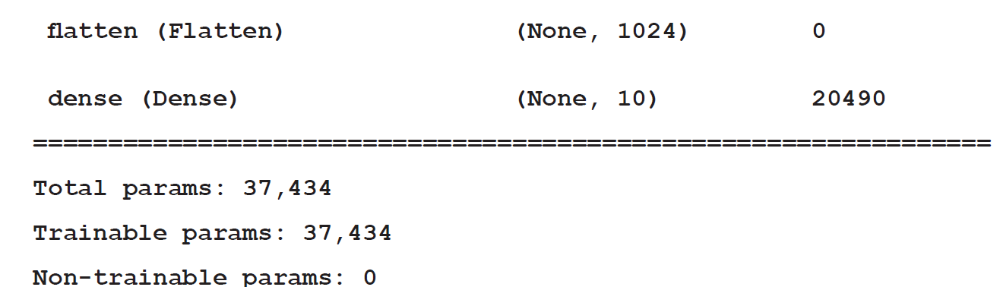 flatten (Flatten) (None, 1024) 0
dense (Dense) (None, 10) 20490
=================================================================
Total params: 37,434
Trainable params: 37,434
Non-trainable params: 0